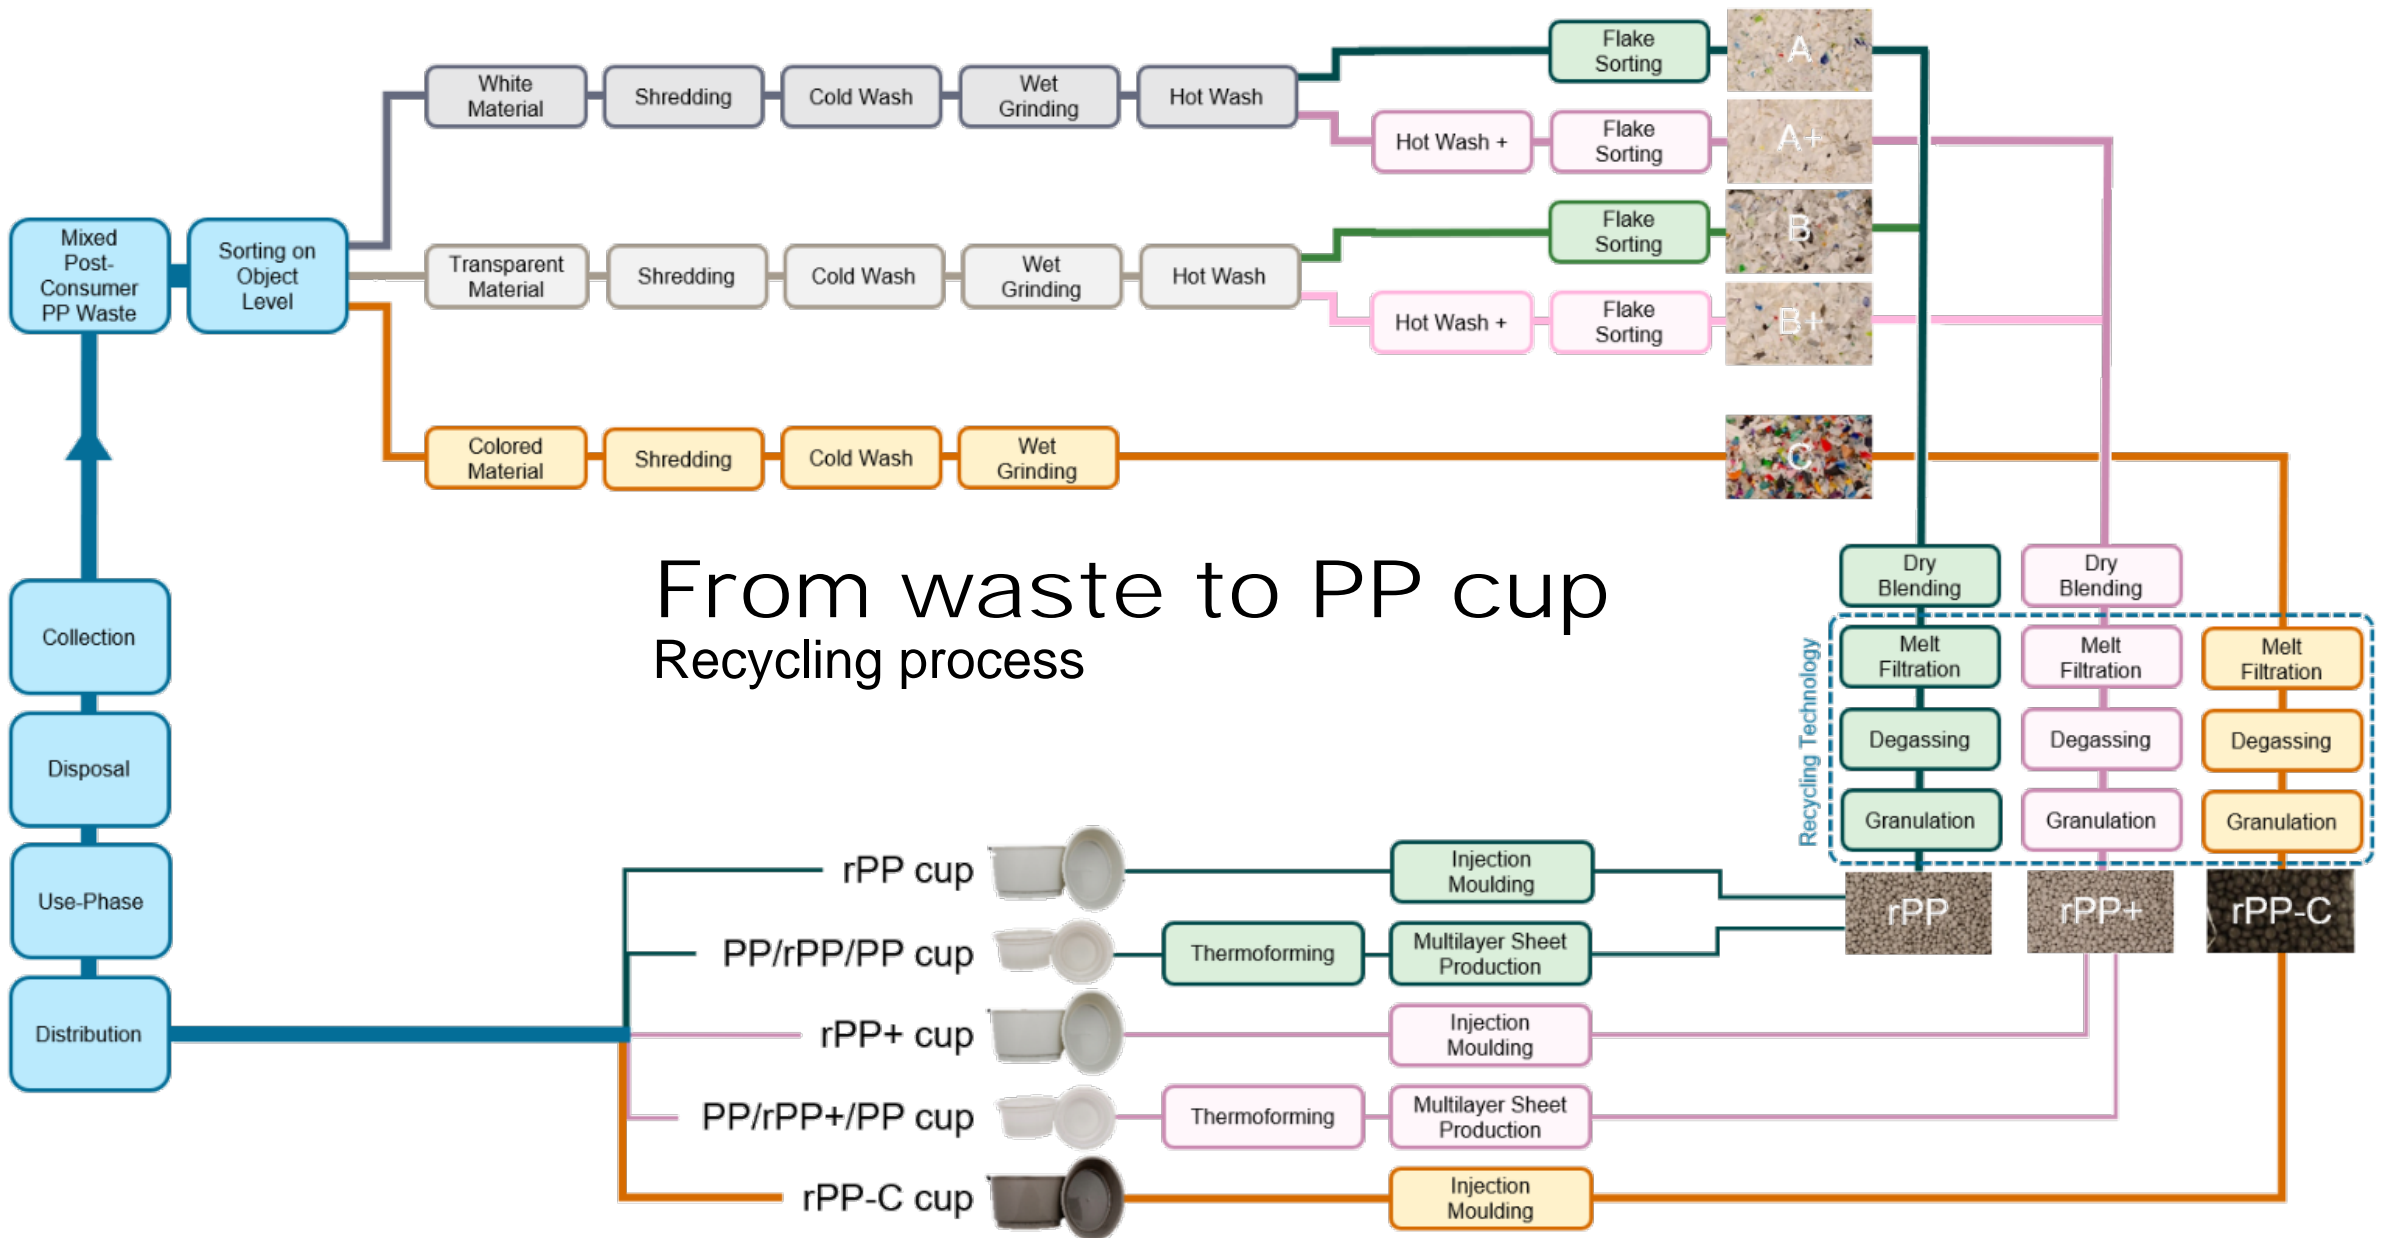 Flake
Sorting
A
White
Material
Shredding
Cold Wash
Wet
Grinding
Hot Wash
Hot Wash +
Flake
Sorting
A+
Mixed
Post-
Consumer
PP Waste
Sorting on
Object
Level
Flake
Sorting
B
Transparent
Material
Shredding
Cold Wash
Wet
Grinding
Hot Wash
Hot Wash +
Flake
Sorting
B+
Colored
Material
Shredding
Cold Wash
Wet
Grinding
C
From waste to PP cup
Recycling process
Collection
Disposal
Use-Phase
Distribution
Dry
Blending
Dry
Blending
Recycling Technology
Melt
Filtration
Melt
Filtration
Melt
Filtration
Degassing
Degassing
Degassing
Granulation
Granulation
Granulation
rPP
rPP+
rPP-C
rPP cup
Injection
Moulding
PP/rPP/PP cup
Thermoforming
Multilayer Sheet
Production
rPP+ cup
Injection
Moulding
PP/rPP+/PP cup
Thermoforming
Multilayer Sheet
Production
rPP-C cup
Injection
Moulding